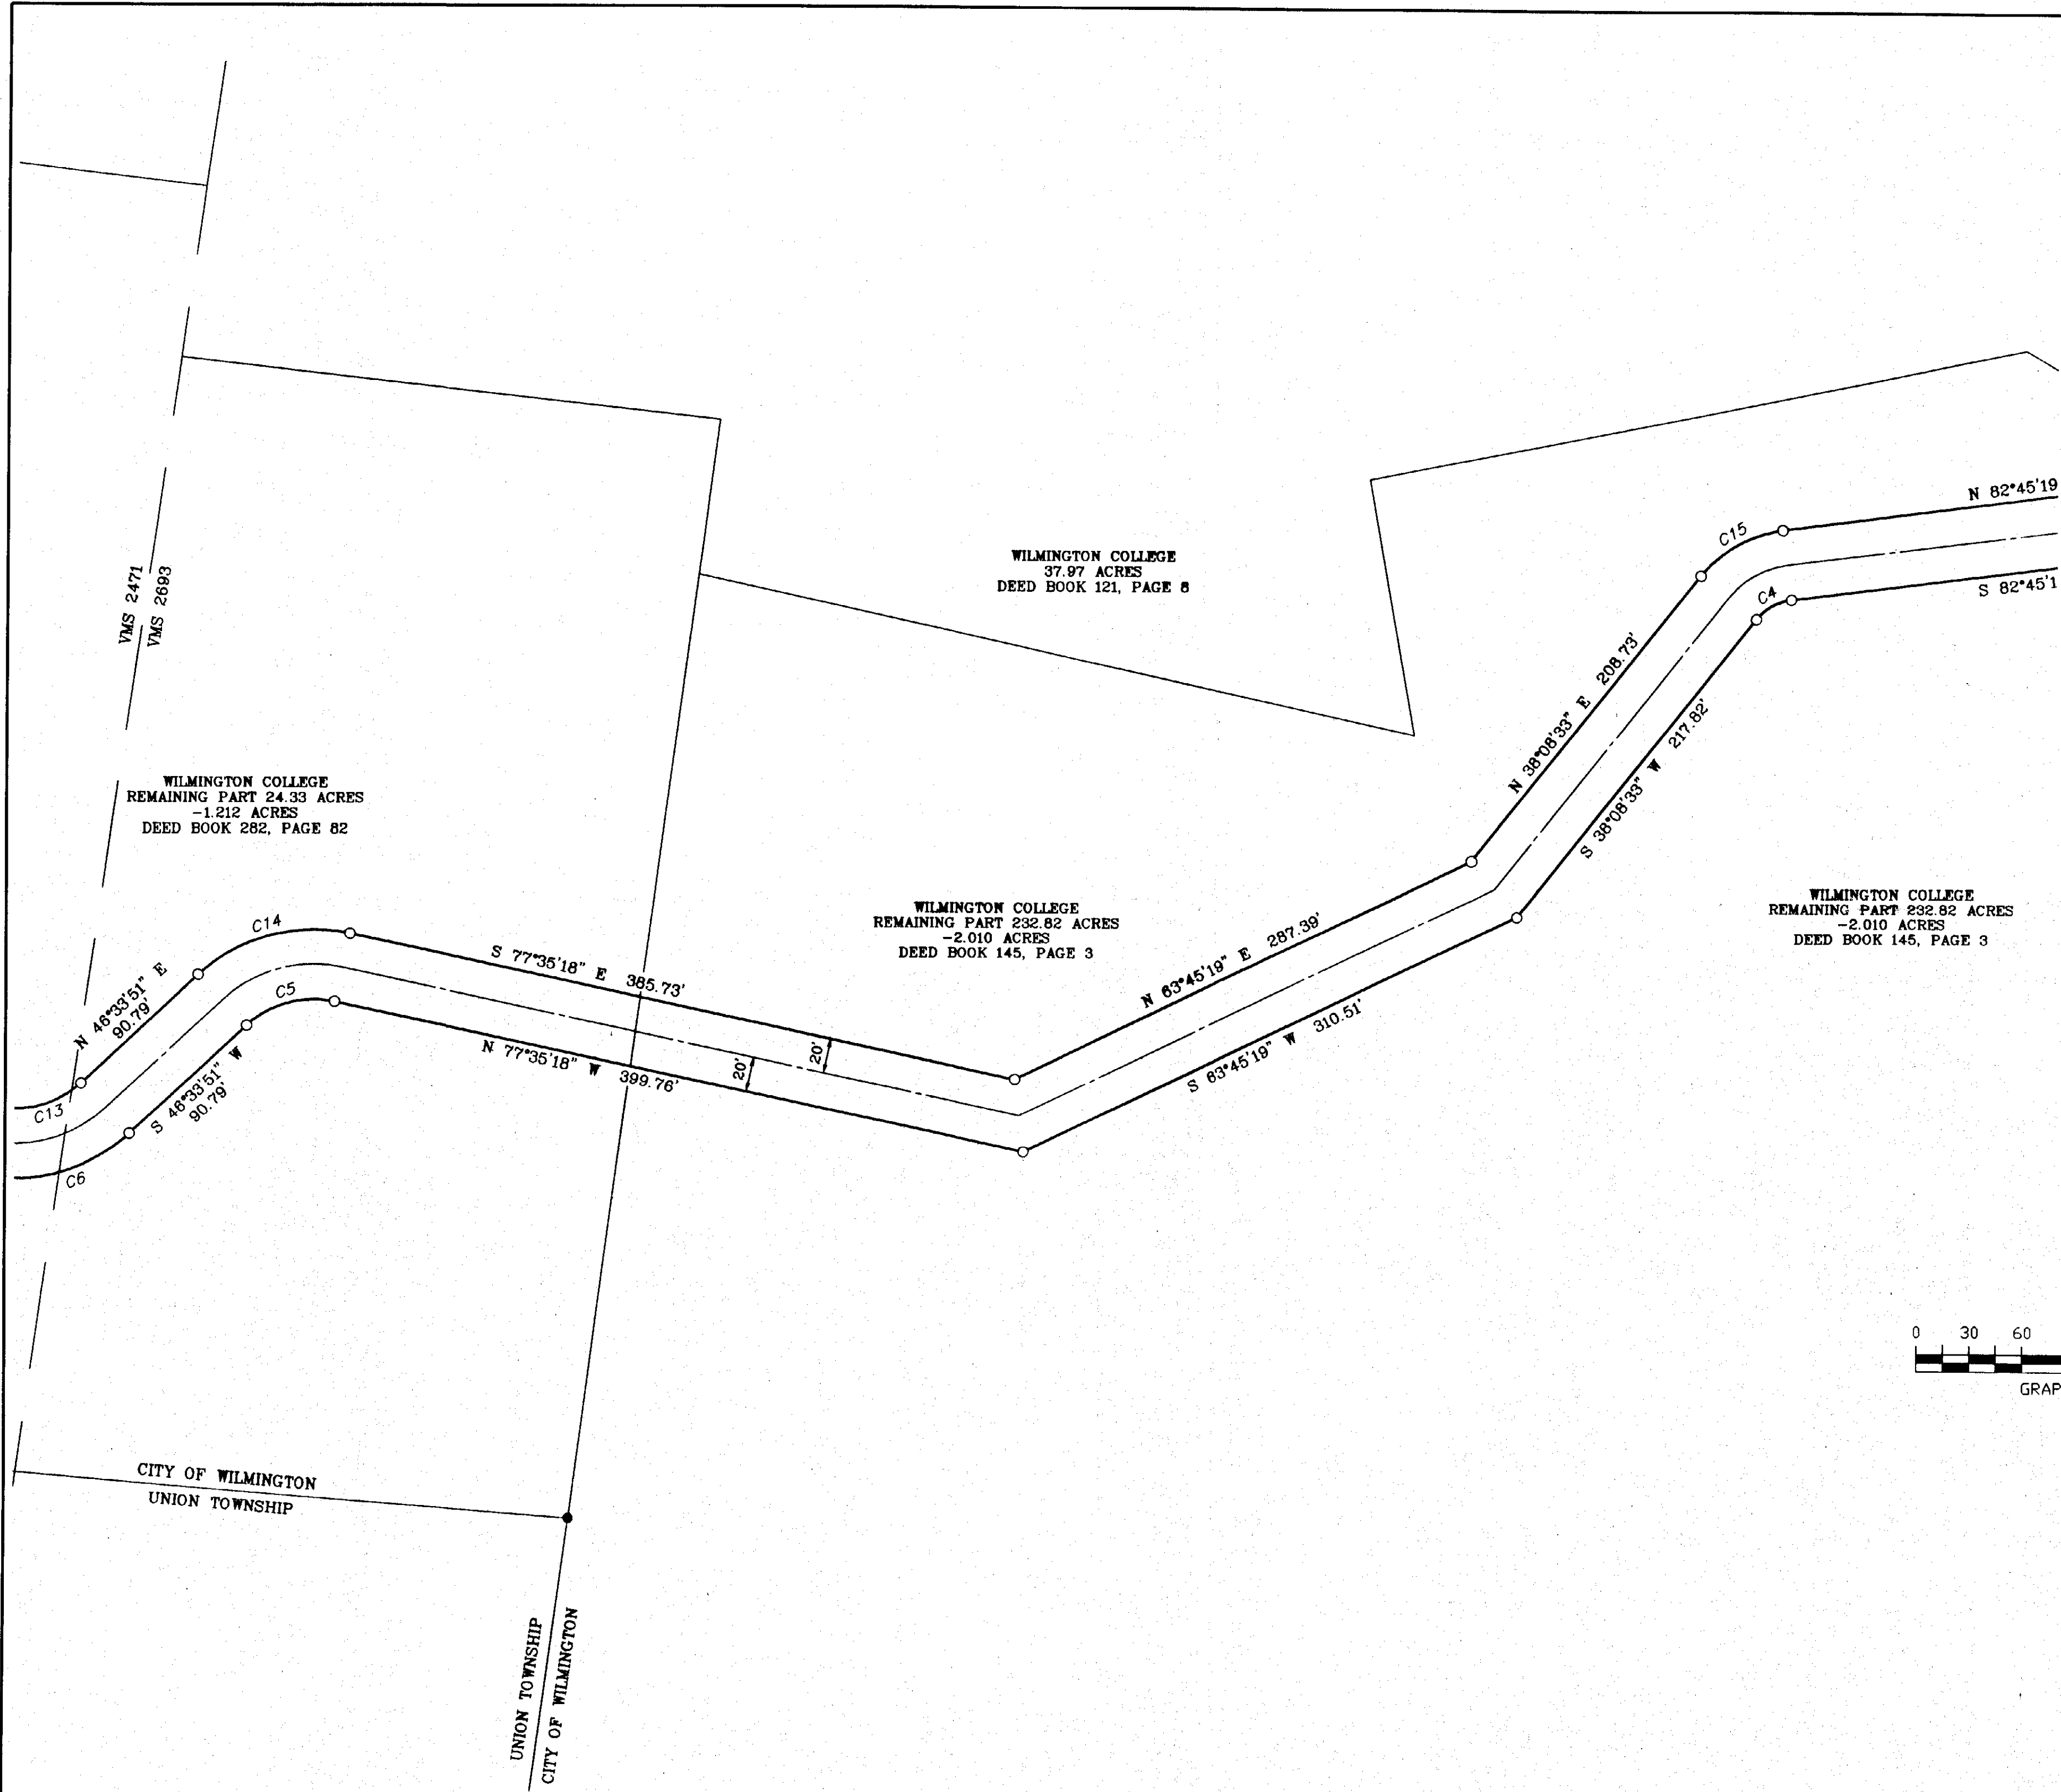 N 82°45'19
C15
WILMINGTON COLLEGE
37.97 ACRES
DEED BOOK 121, PAGE 8
VMS 2471
VMS 2693
C4
S 82°45'1
N 38°08'33" E 208.73'
S 38°08'33" W 217.82'
WILMINGTON COLLEGE
REMAINING PART 24.33 ACRES
-1.212 ACRES
DEED BOOK 282, PAGE 82
WILMINGTON COLLEGE
REMAINING PART 232.82 ACRES
-2.010 ACRES
DEED BOOK 145, PAGE 3
WILMINGTON COLLEGE
REMAINING PART 232.82 ACRES
-2.010 ACRES
DEED BOOK 145, PAGE 3
C14
S 77°35'18" E 385.73'
N 63°45'19" E 287.39'
N 46°33'51" E
90.79'
C5
S 46°33'51" W
90.79'
N 77°35'18" W 399.76'
20'
20'
S 63°45'19" W 310.51'
C13
C6
0 30 60
GRAP
CITY OF WILMINGTON
UNION TOWNSHIP
UNION TOWNSHIP
CITY OF WILMINGTON